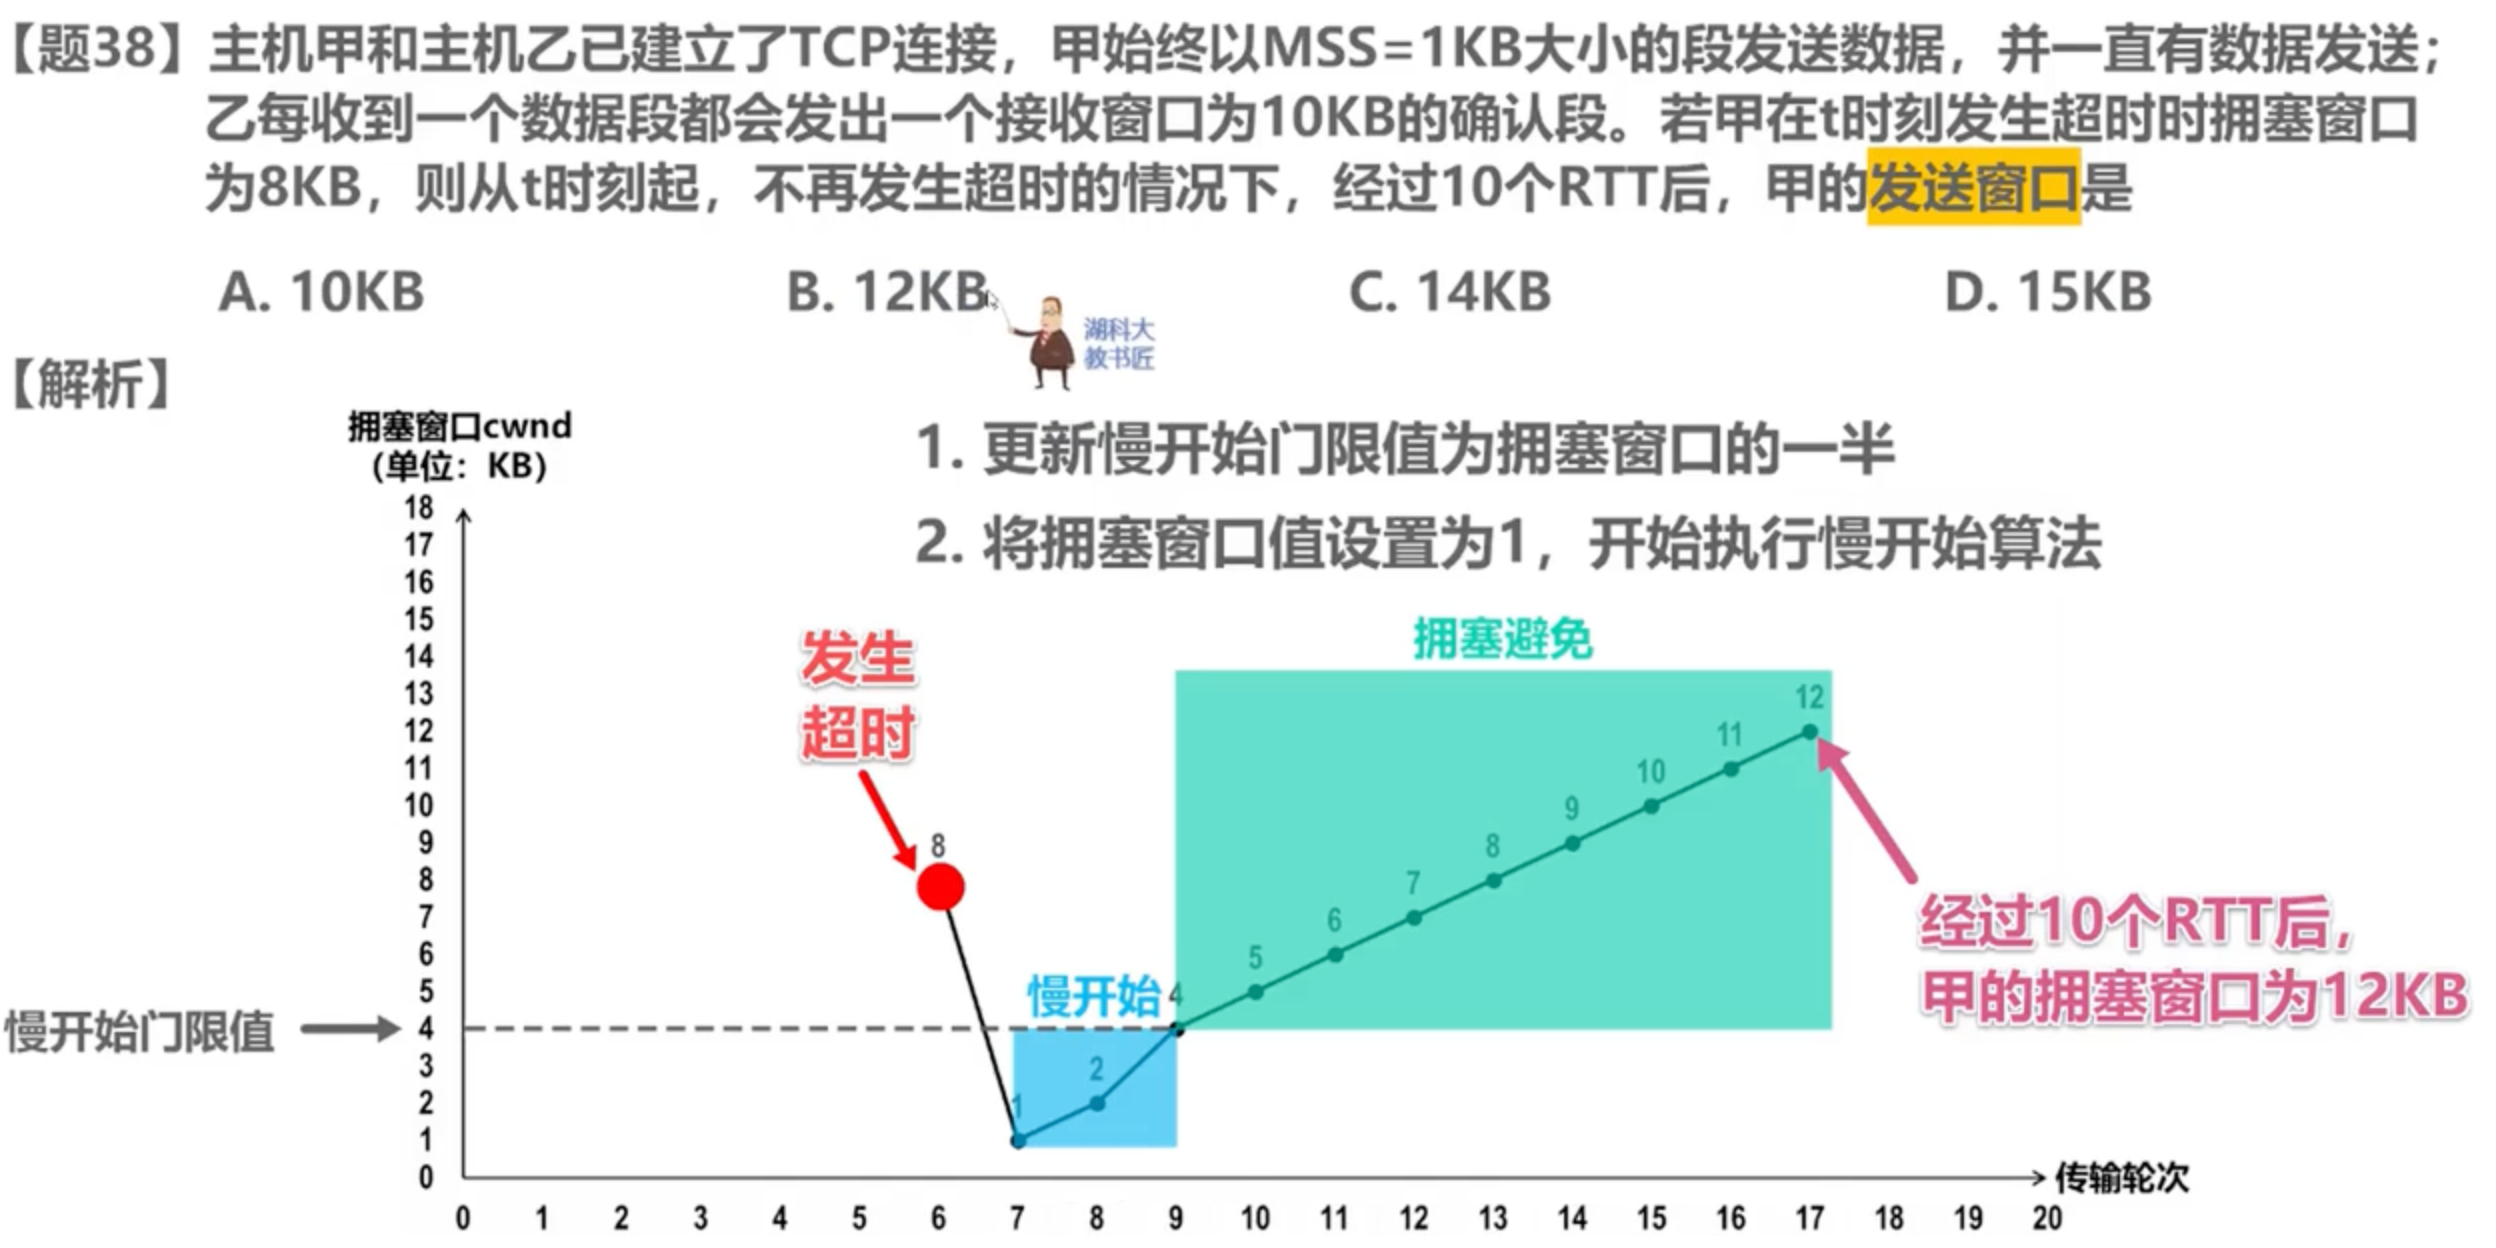 【题38】主机甲和主机乙已建立了TCP连接，甲始终以MSS=1KB大小的段发送数据，并一直有数据发送；
乙每收到一个数据段都会发出一个接收窗口为10KB的确认段。若甲在t时刻发生超时时拥塞窗口
为8KB，则从t时刻起，不再发生超时的情况下，经过10个RTT后，甲的发送窗口是
A. 10KB B. 12KB C. 14KB D. 15KB
湖科大
教书匠
【解析】
拥塞窗口cwnd
（单位：KB）
1. 更新慢开始门限值为拥塞窗口的一半
2. 将拥塞窗口值设置为1，开始执行慢开始算法
18
17
16
15
14
13
12
11
10
9
8
7
6
5
4
3
2
1
0
发生
超时
拥塞避免
慢开始
慢开始门限值
8
1
2
4
5
6
7
8
9
10
11
12
经过10个RTT后，
甲的拥塞窗口为12KB
传输轮次
0 1 2 3 4 5 6 7 8 9 10 11 12 13 14 15 16 17 18 19 20